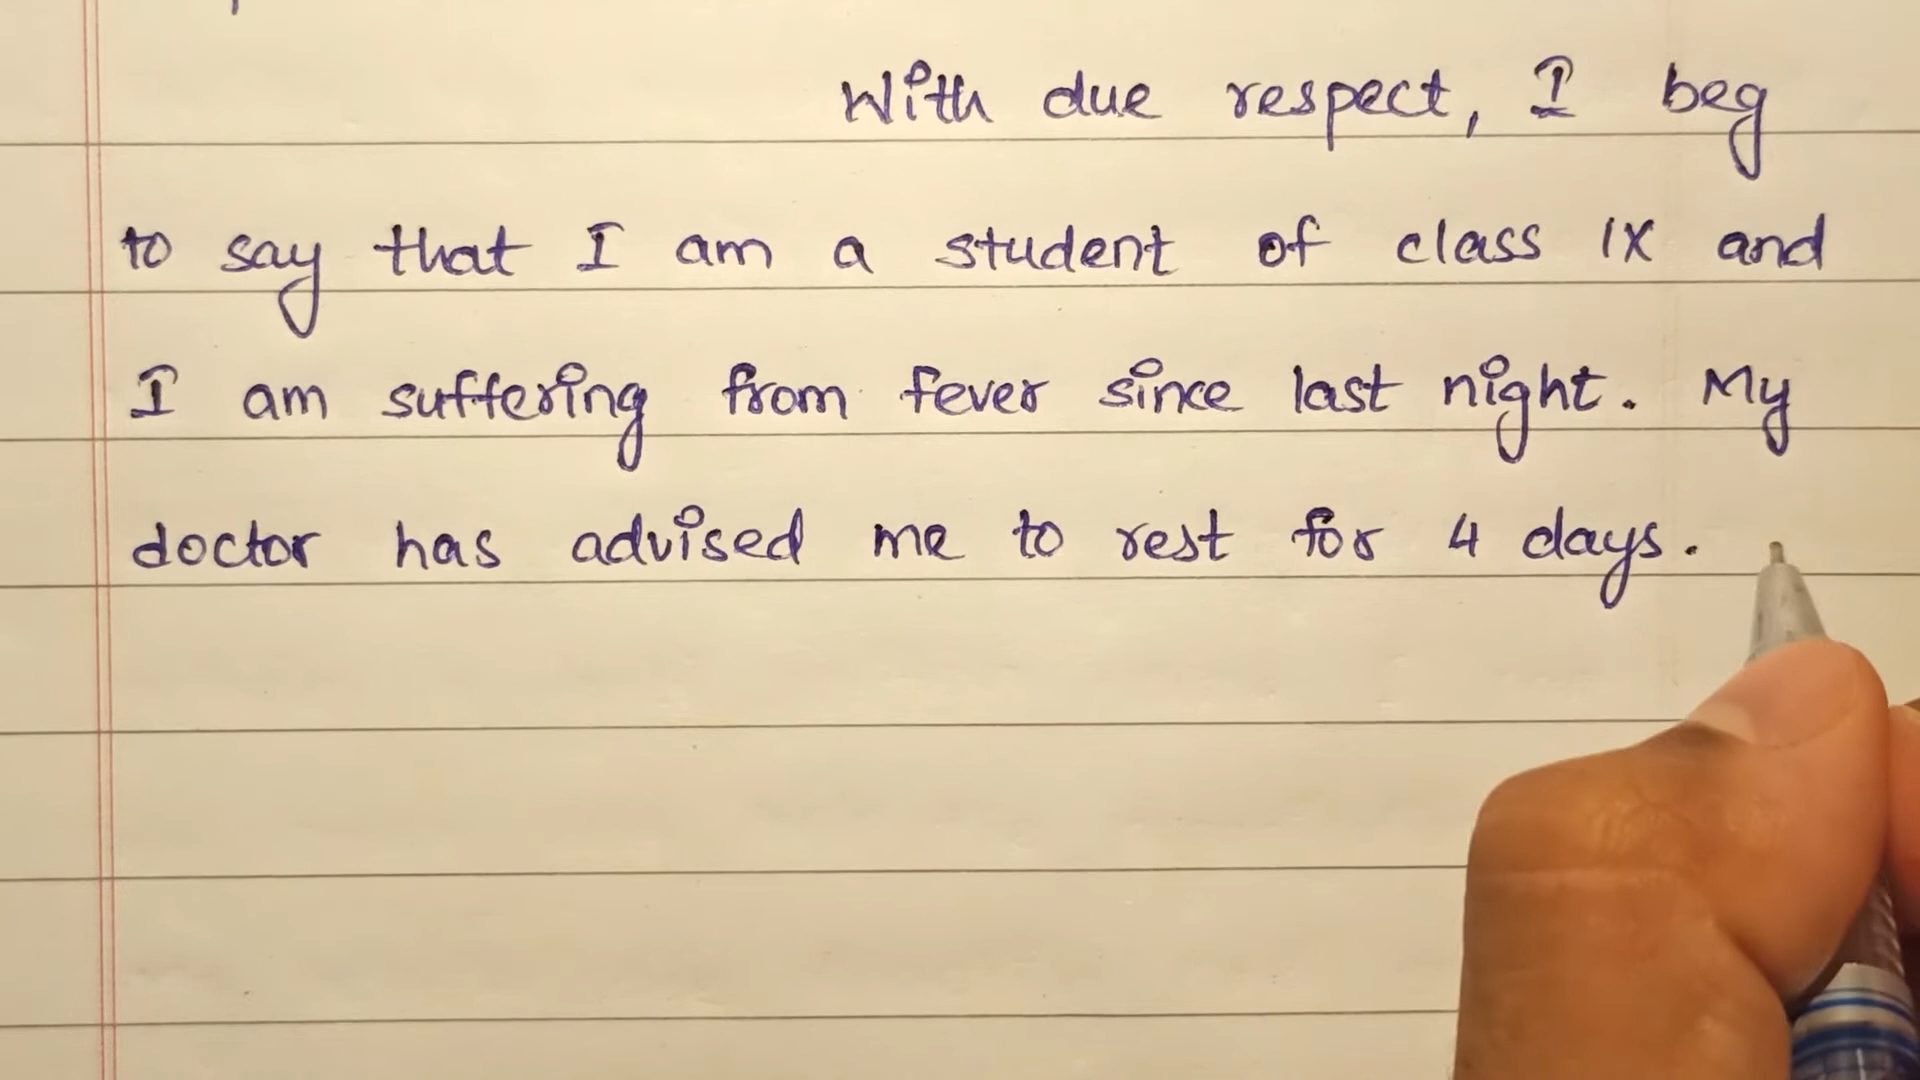 With due respect, I beg
to say that I am a student of class IX and
I am suffering from fever since last night. My
doctor has advised me to rest for 4 days.